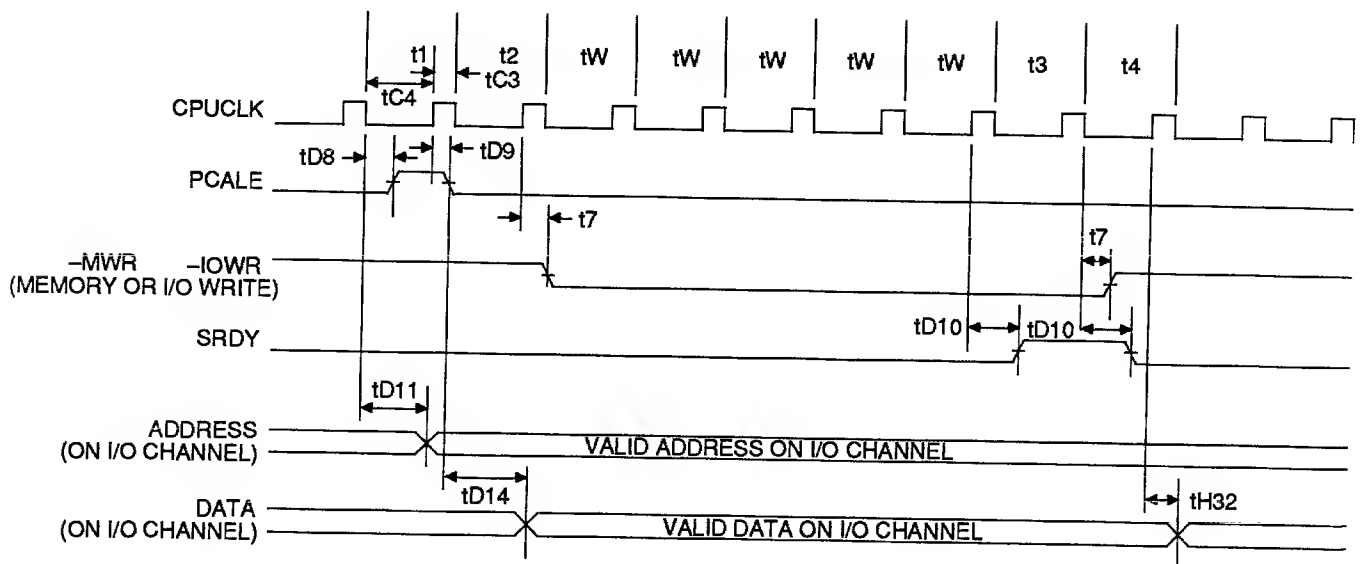 t1 t2 tW tW tW tW tW t3 t4
tC3
tC4
CPUCLK
tD8 tD9
PCALE
t7
t7
–MWR –IOWR
(MEMORY OR I/O WRITE)
tD10 tD10
SRDY
tD11
ADDRESS
(ON I/O CHANNEL) VALID ADDRESS ON I/O CHANNEL
tD14 tH32
DATA
(ON I/O CHANNEL) VALID DATA ON I/O CHANNEL